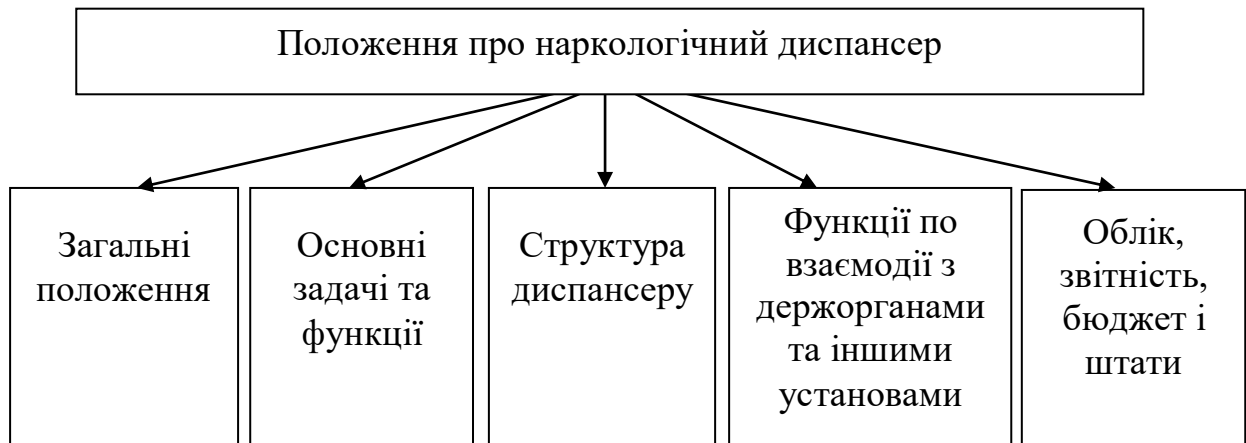 Положення про наркологічний диспансер
Загальні
положення
Основні
задачі та
функції
Структура
диспансеру
Функції по
взаємодії з
держорганами
та іншими
установами
Облік,
звітність,
бюджет і
штати